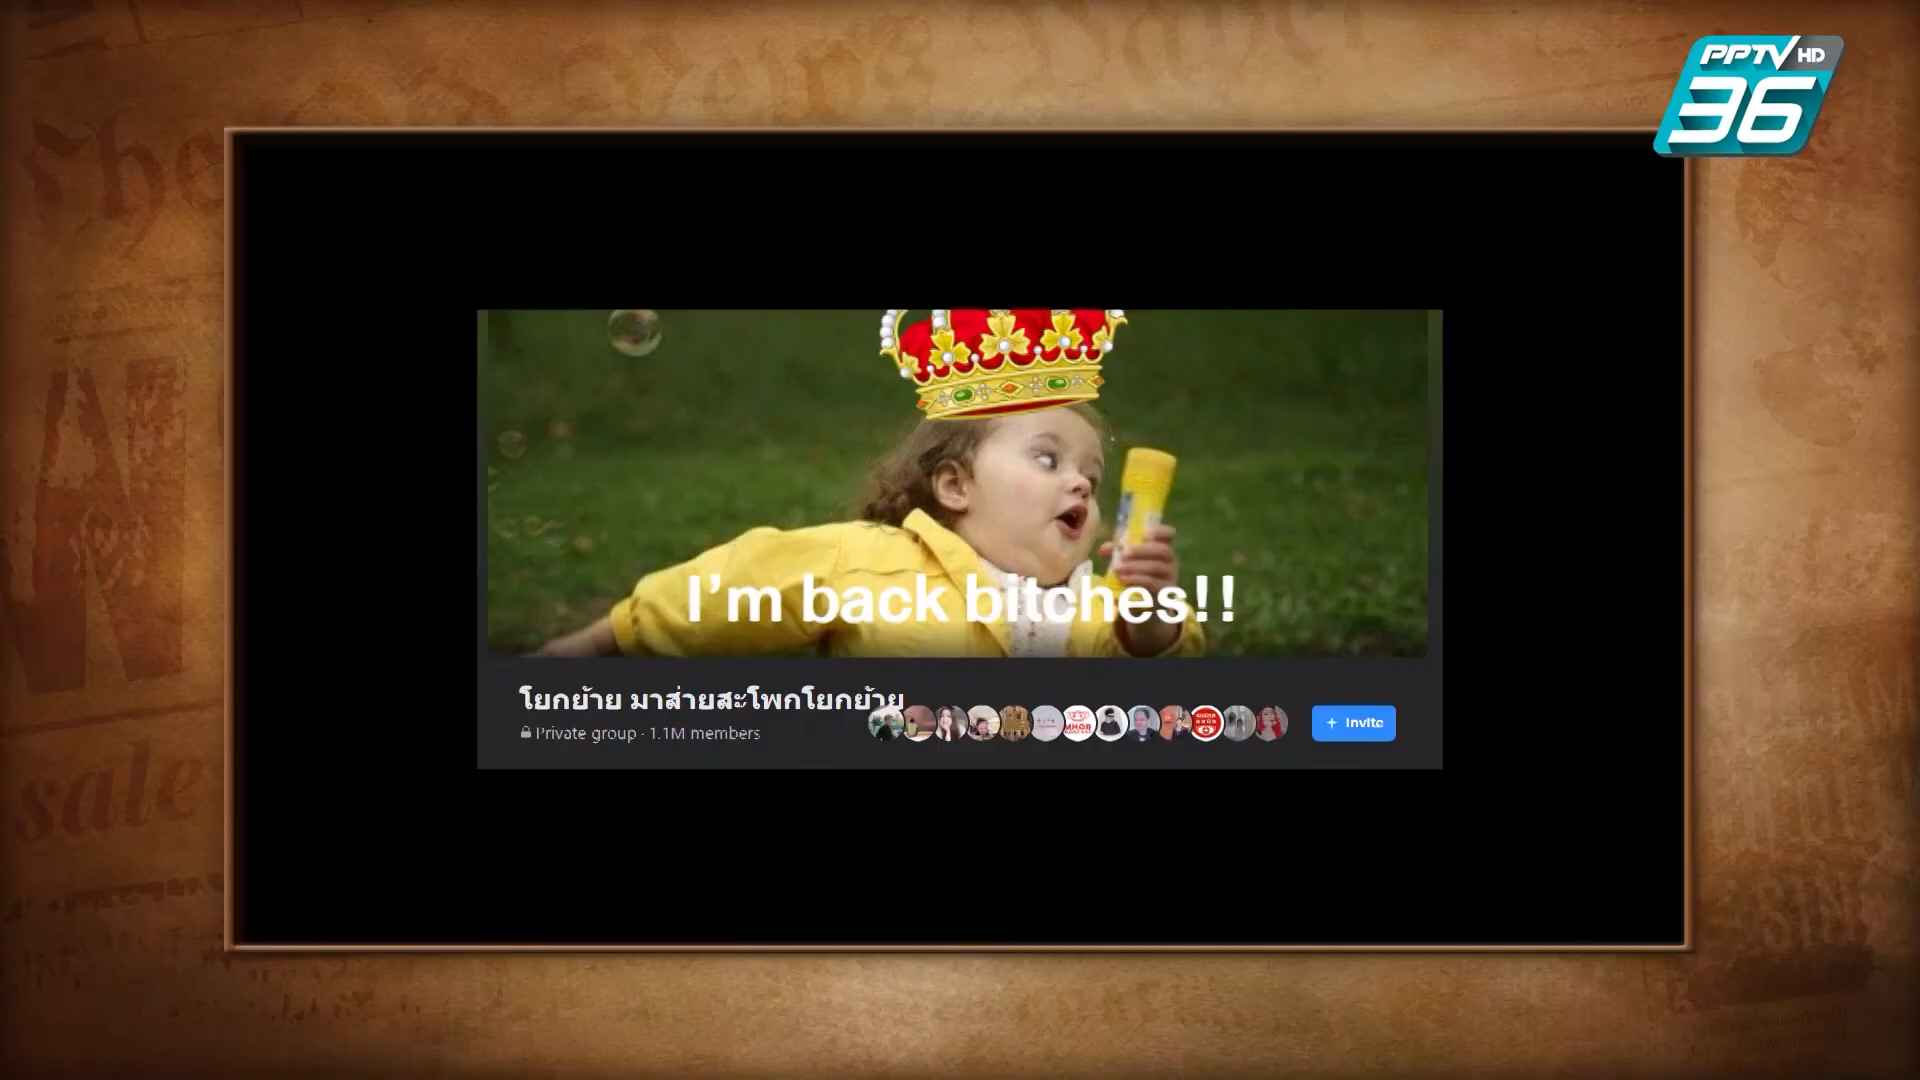 PPTV HD
36
I'm back bitches!!
โยกย้าย มาส่ายสะโพกโยกย้าย
Private group · 1.1M members
+ Invite
sale